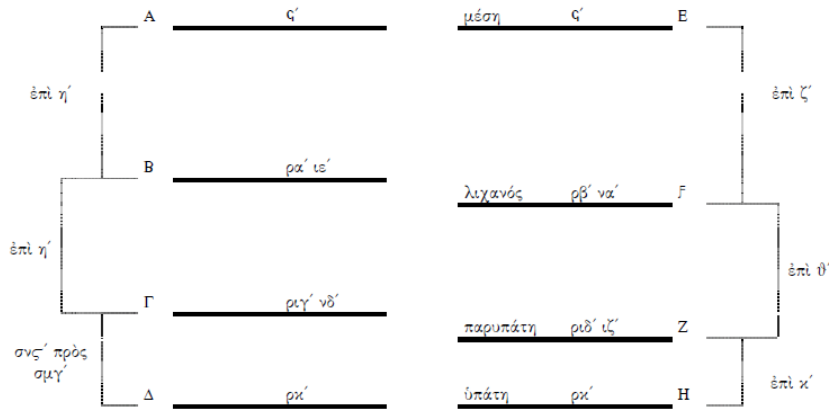 Α ϛ´ μέση ϛ´ Ε
ἐπὶ η´ ἐπὶ ζ´
Β ρα´ ιε´
λιχανός ρβ´ να´ Ϝ
ἐπὶ η´
ἐπὶ ϑ´
Γ ριγ´ νδ´
παρυπάτη ριδ´ ιζ´ Ζ
σνϛ´ πρὸς
σμγ´
ἐπὶ κ´
Δ ρκ´ ὑπάτη ρκ´ Η